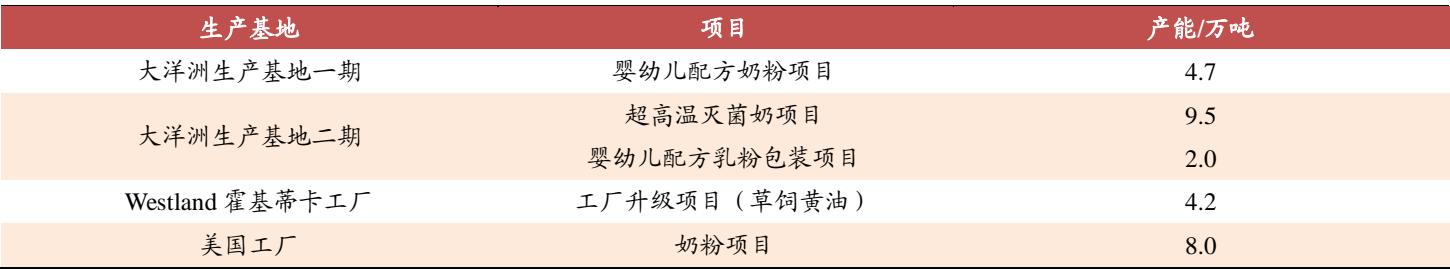 生产基地 项目 产能/万吨
大洋洲生产基地一期 婴幼儿配方奶粉项目 4.7
大洋洲生产基地二期 超高温灭菌奶项目 9.5
婴幼儿配方乳粉包装项目 2.0
Westland 霍基蒂卡工厂 工厂升级项目（草饲黄油） 4.2
美国工厂 奶粉项目 8.0